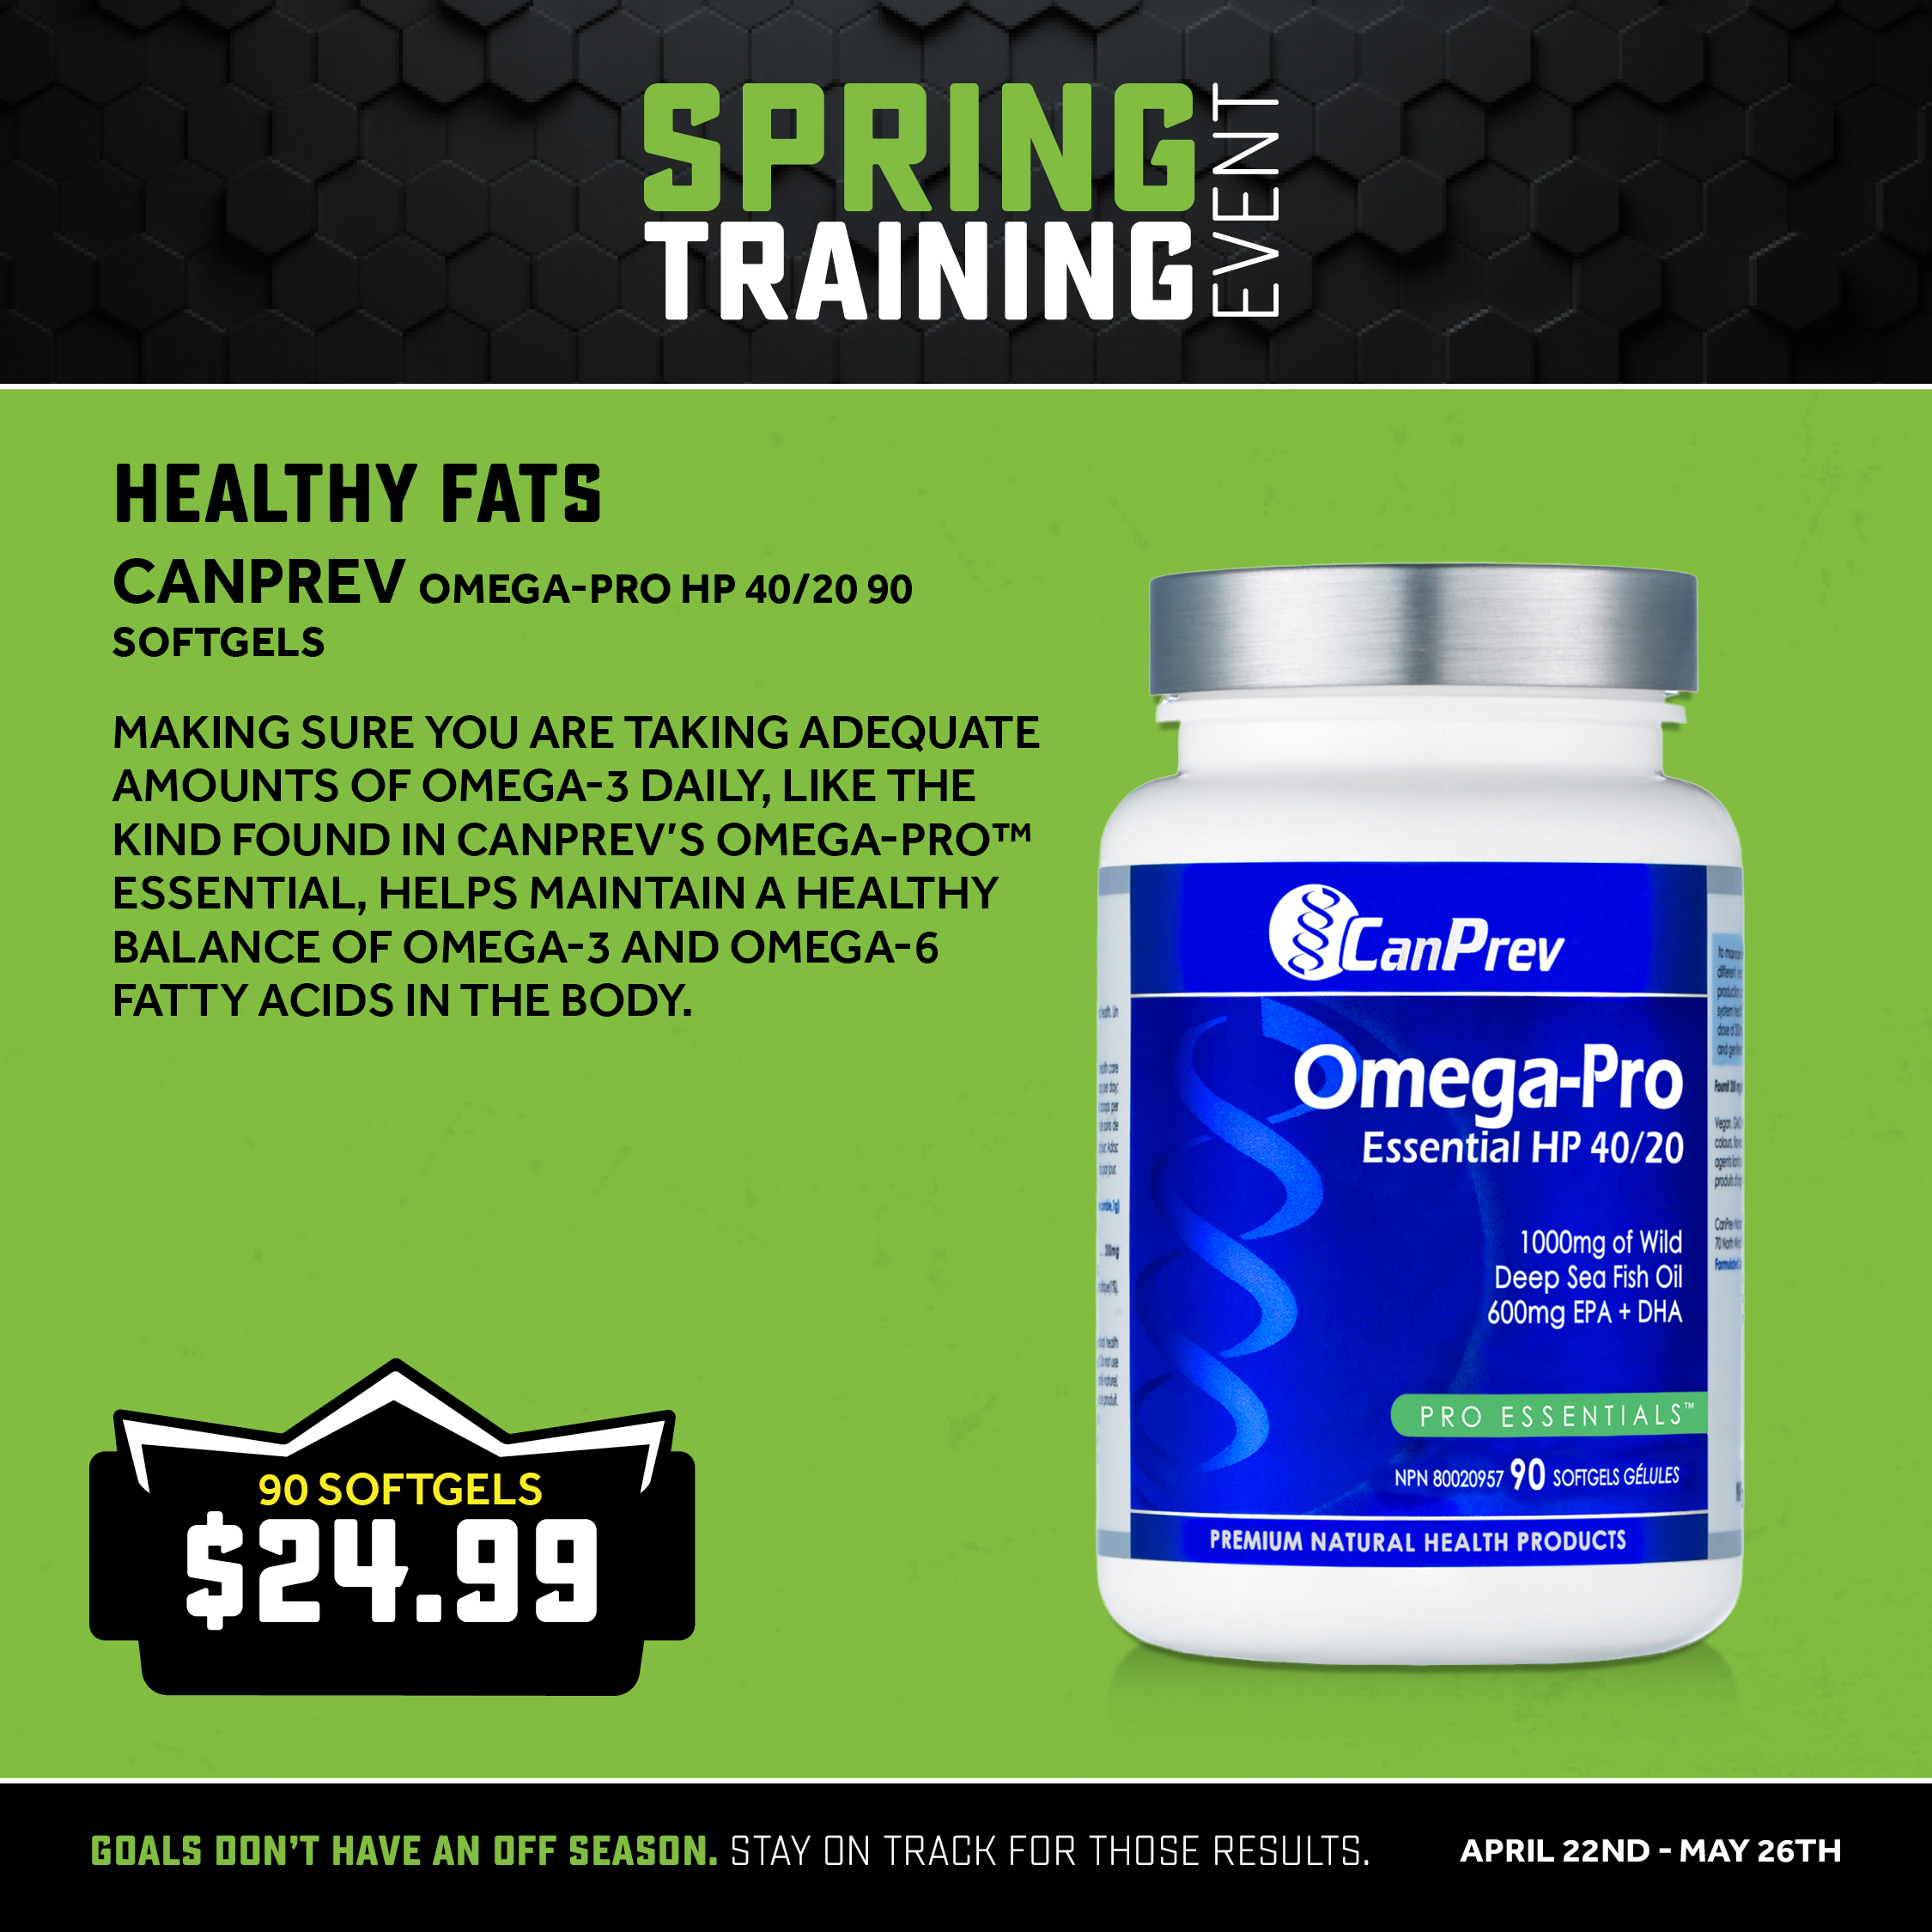 SPRING
TRAINING
EVENT
HEALTHY FATS
CANPREV OMEGA-PRO HP 40/20 90
SOFTGELS
MAKING SURE YOU ARE TAKING ADEQUATE
AMOUNTS OF OMEGA-3 DAILY, LIKE THE
KIND FOUND IN CANPREV'S OMEGA-PRO™
ESSENTIAL, HELPS MAINTAIN A HEALTHY
BALANCE OF OMEGA-3 AND OMEGA-6
FATTY ACIDS IN THE BODY.
90 SOFTGELS
$24.99
CanPrev
Omega-Pro
Essential HP 40/20
1000mg of Wild
Deep Sea Fish Oil
600mg EPA + DHA
PRO ESSENTIALS™
NPN 80020957 90 SOFTGELS GÉLULES
PREMIUM NATURAL HEALTH PRODUCTS
GOALS DON'T HAVE AN OFF SEASON. STAY ON TRACK FOR THOSE RESULTS.
APRIL 22ND - MAY 26TH